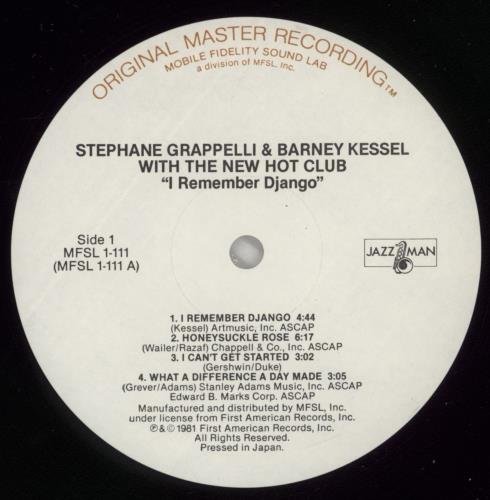 ORIGINAL MASTER RECORDING™
MOBILE FIDELITY SOUND LAB
a division of MFSL, Inc.
STEPHANE GRAPPELLI & BARNEY KESSEL
WITH THE NEW HOT CLUB
"I Remember Django"
Side 1
MFSL 1-111
(MFSL 1-111 A)
JAZZ MAN
1. I REMEMBER DJANGO 4:44
(Kessel) Artmusic, Inc. ASCAP
2. HONEYSUCKLE ROSE 6:17
(Wailer/Razaf) Chappell & Co., Inc. ASCAP
3. I CAN'T GET STARTED 3:02
(Gershwin/Duke)
4. WHAT A DIFFERENCE A DAY MADE 3:05
(Grever/Adams) Stanley Adams Music, Inc. ASCAP
Edward B. Marks Corp. ASCAP
Manufactured and distributed by MFSL, Inc.
under license from First American Records, Inc.
℗&©1981 First American Records, Inc.
All Rights Reserved.
Pressed in Japan.